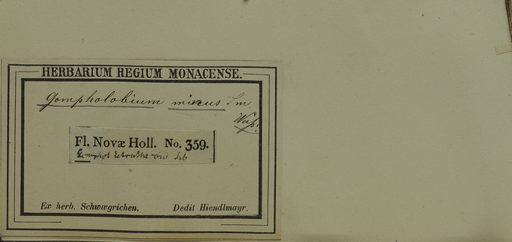 HERBARIUM REGIUM MONACENSE.
Gompholobium minus Sm
Fl. Novæ Holl. No. 359.
Ex herb. Schwægrichen. Dedit Hiendlmayr.